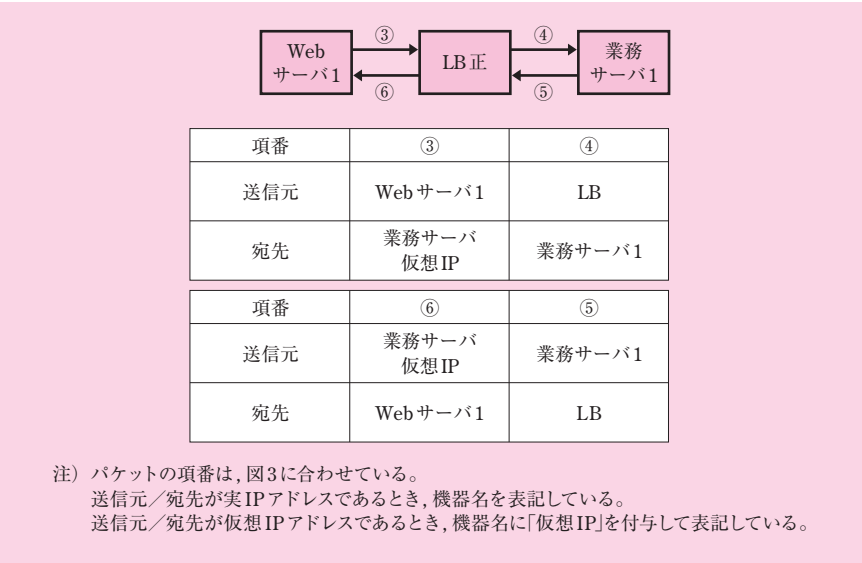 ③
④
Web
サーバ1
LB正
業務
サーバ1
⑥
⑤
項番 ③ ④
送信元 Webサーバ1 LB
宛先 業務サーバ
仮想IP 業務サーバ1
項番 ⑥ ⑤
送信元 業務サーバ
仮想IP 業務サーバ1
宛先 Webサーバ1 LB
注) パケットの項番は,図3に合わせている。
送信元/宛先が実IPアドレスであるとき,機器名を表記している。
送信元/宛先が仮想IPアドレスであるとき,機器名に「仮想IP」を付与して表記している。